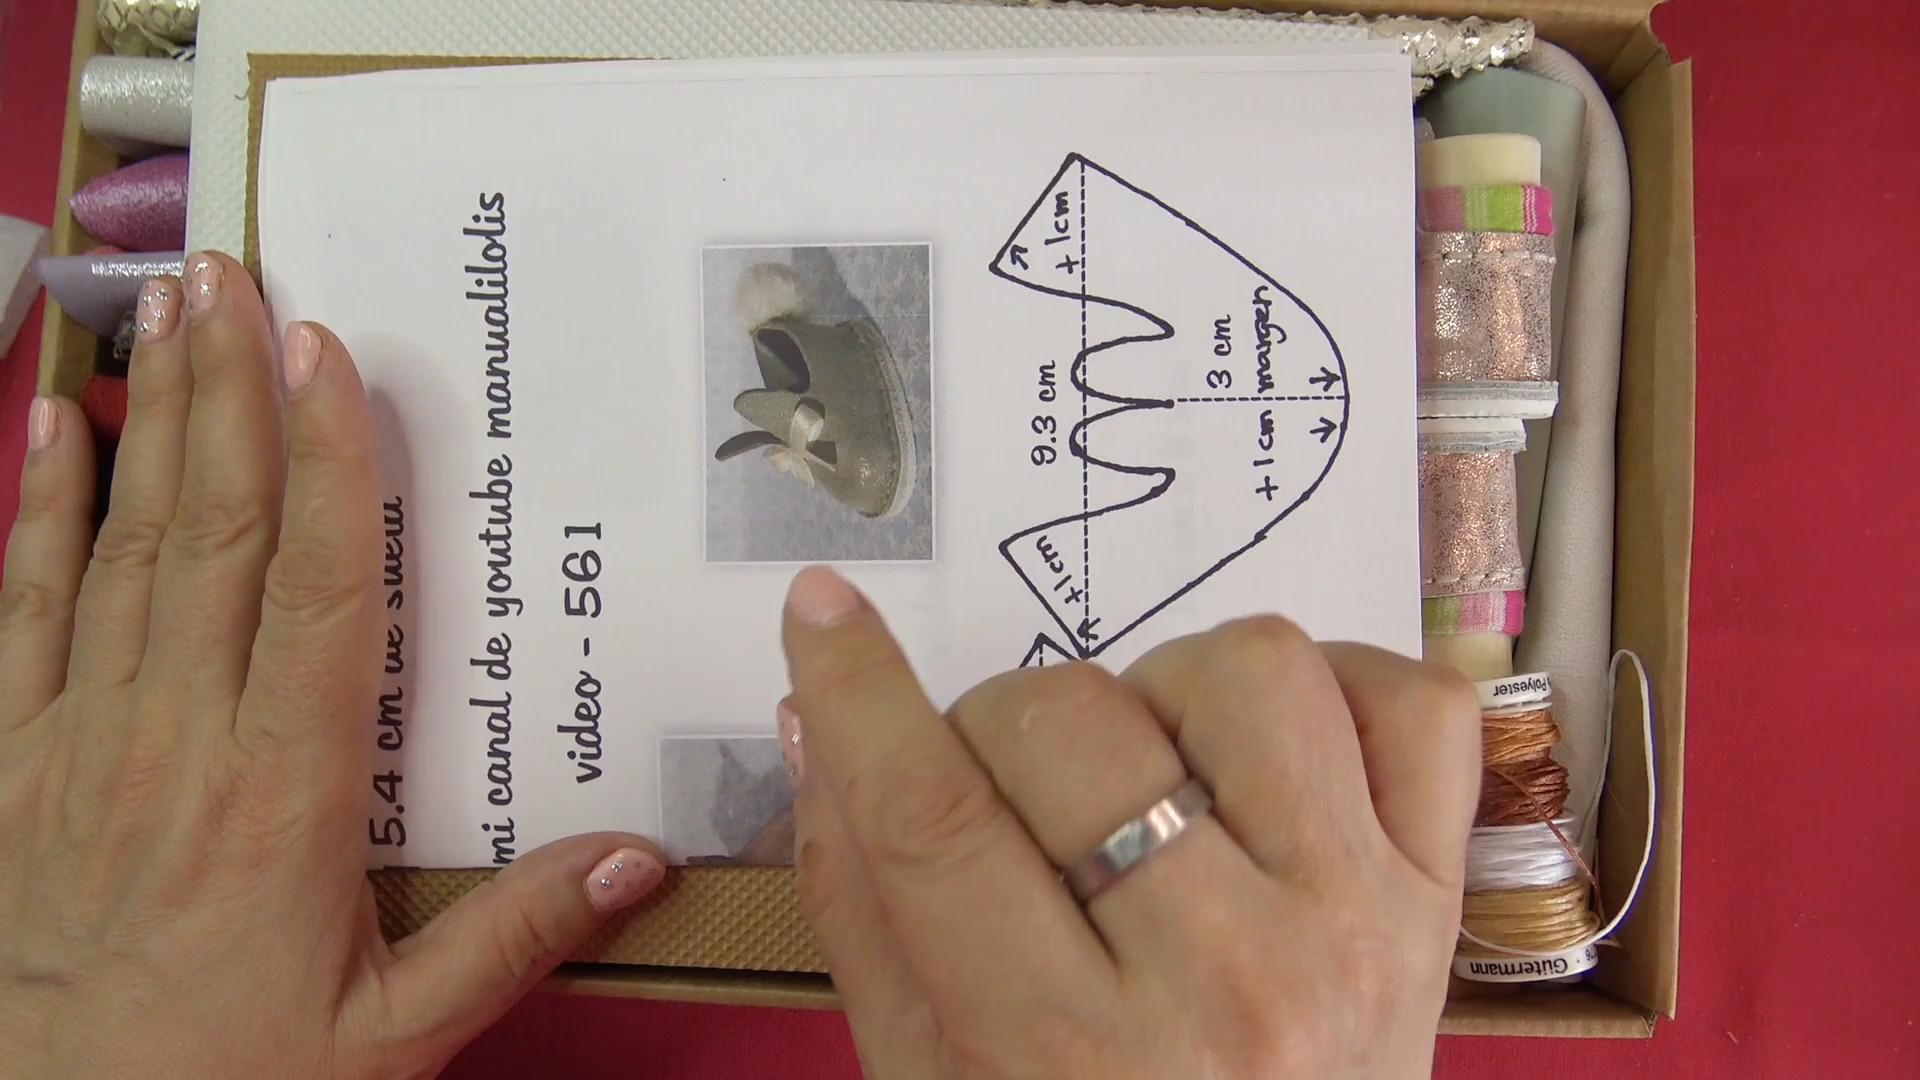 5.4 cm de suela
mi canal de youtube manualilolis
video - 561
9.3 cm
+1cm
+1cm
3 cm
+1cm margen
Polyester
Gütermann